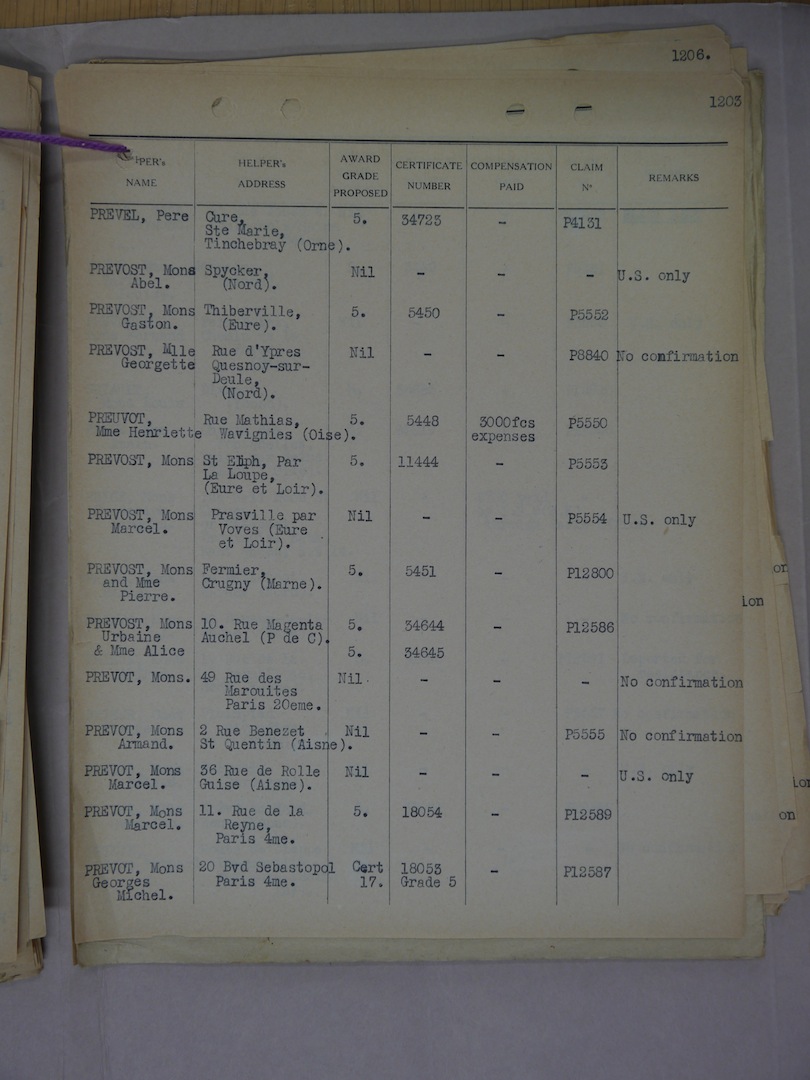 1206.
1203
HELPER's NAME HELPER's ADDRESS AWARD GRADE PROPOSED CERTIFICATE NUMBER COMPENSATION PAID CLAIM Nº REMARKS
PREVEL, Pere Cure, 5. 34723 - P4131
Ste Marie,
Tinchebray (Orne).
PREVOST, Mons Spycker, Nil - - - U.S. only
Abel. (Nord).
PREVOST, Mons Thiberville, 5. 5450 - P5552
Gaston. (Eure).
PREVOST, Mlle Rue d'Ypres Nil - - P8840 No confirmation
Georgette Quesnoy-sur-
Deule,
(Nord).
PREUVOT, Rue Mathias, 5. 5448 3000fcs P5550
Mme Henriette Wavignies (Oise). expenses
PREVOST, Mons St Eliph, Par 5. 11444 - P5553
La Loupe,
(Eure et Loir).
PREVOST, Mons Prasville par Nil - - P5554 U.S. only
Marcel. Voves (Eure
et Loir).
PREVOST, Mons Fermier, 5. 5451 - P12800
and Mme Crugny (Marne).
Pierre.
PREVOST, Mons 10. Rue Magenta 5. 34644 - P12586
Urbaine Auchel (P de C).
& Mme Alice 5. 34645
PREVOT, Mons. 49 Rue des Nil. - - - No confirmation
Marouites
Paris 20eme.
PREVOT, Mons 2 Rue Benezet Nil - - P5555 No confirmation
Armand. St Quentin (Aisne).
PREVOT, Mons 36 Rue de Rolle Nil - - - U.S. only
Marcel. Guise (Aisne).
PREVOT, Mons 11. Rue de la 5. 18054 - P12589
Marcel. Reyne,
Paris 4me.
PREVOT, Mons 20 Bvd Sebastopol Cert 18053 - P12587
Georges Paris 4me. 17. Grade 5
Michel.
on
ion
on